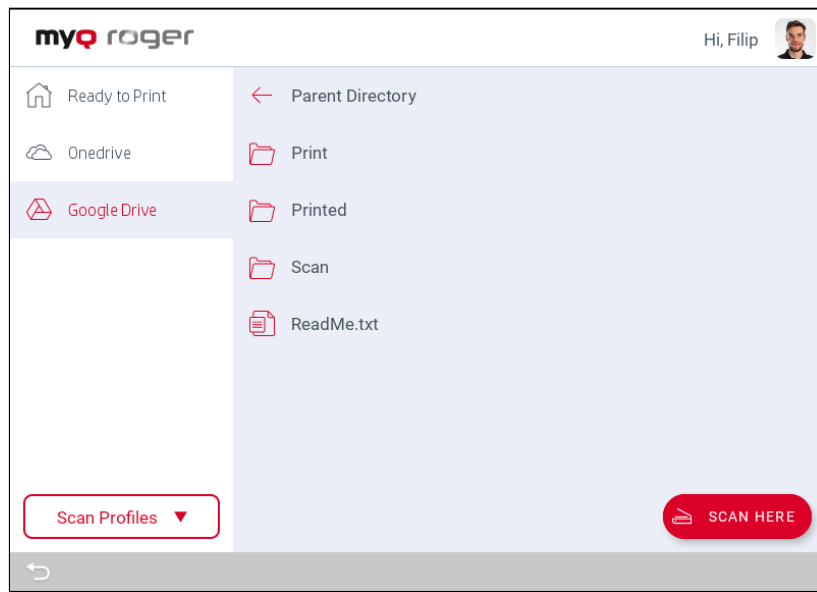 myQ roger
Hi, Filip
Ready to Print
Onedrive
Google Drive
Parent Directory
Print
Printed
Scan
ReadMe.txt
Scan Profiles
SCAN HERE